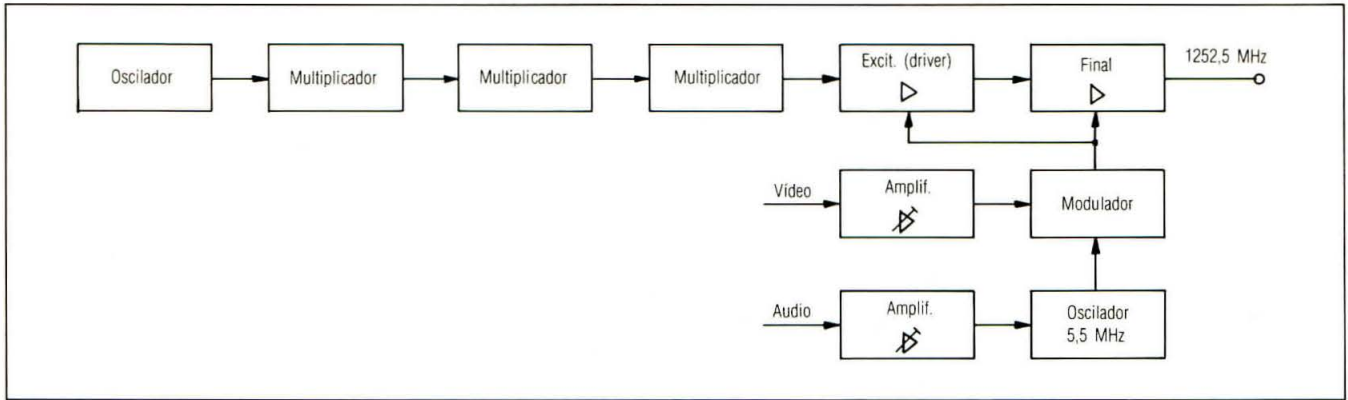 Oscilador
Multiplicador
Multiplicador
Multiplicador
Excit. (driver)
Final
1252,5 MHz
Vídeo
Amplif.
Modulador
Audio
Amplif.
Oscilador
5,5 MHz